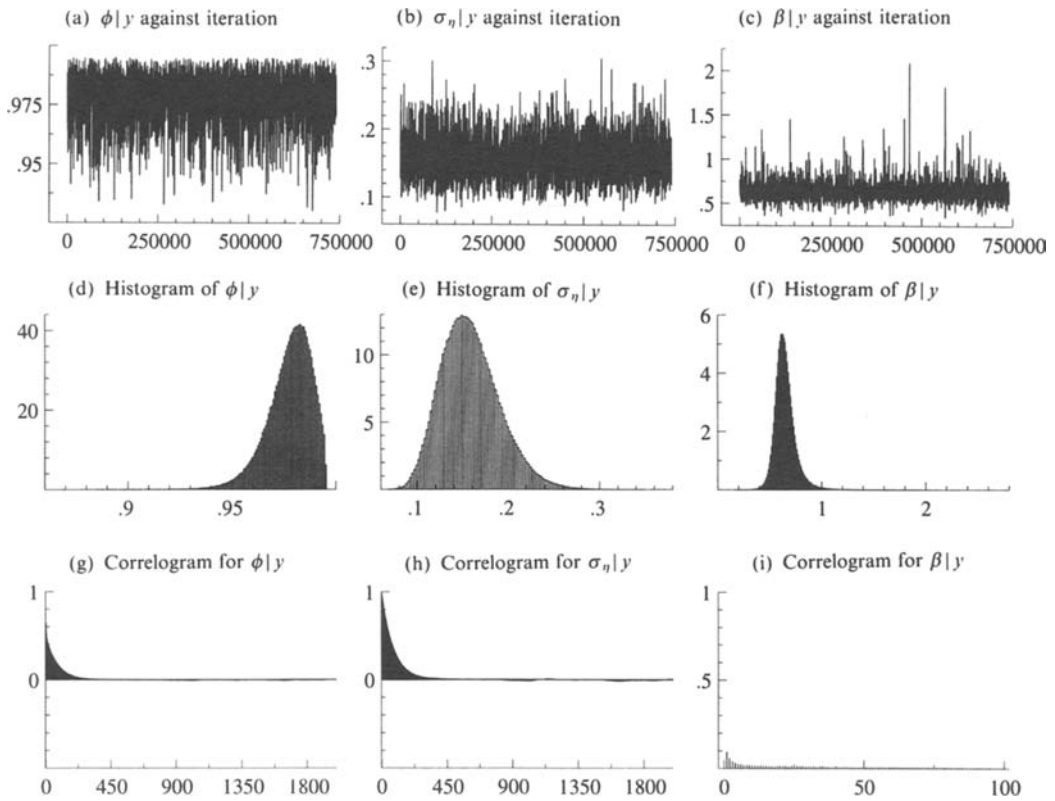 (a) ϕ|y against iteration
(b) σ_η|y against iteration
(c) β|y against iteration
.975
.95
0 250000 500000 750000
.3
.2
.1
0 250000 500000 750000
2
1.5
1
.5
0 250000 500000 750000
(d) Histogram of ϕ|y
(e) Histogram of σ_η|y
(f) Histogram of β|y
40
20
.9 .95
10
5
.1 .2 .3
6
4
2
1 2
(g) Correlogram for ϕ|y
(h) Correlogram for σ_η|y
(i) Correlogram for β|y
1
0
0 450 900 1350 1800
1
0
0 450 900 1350 1800
1
.5
0 50 100